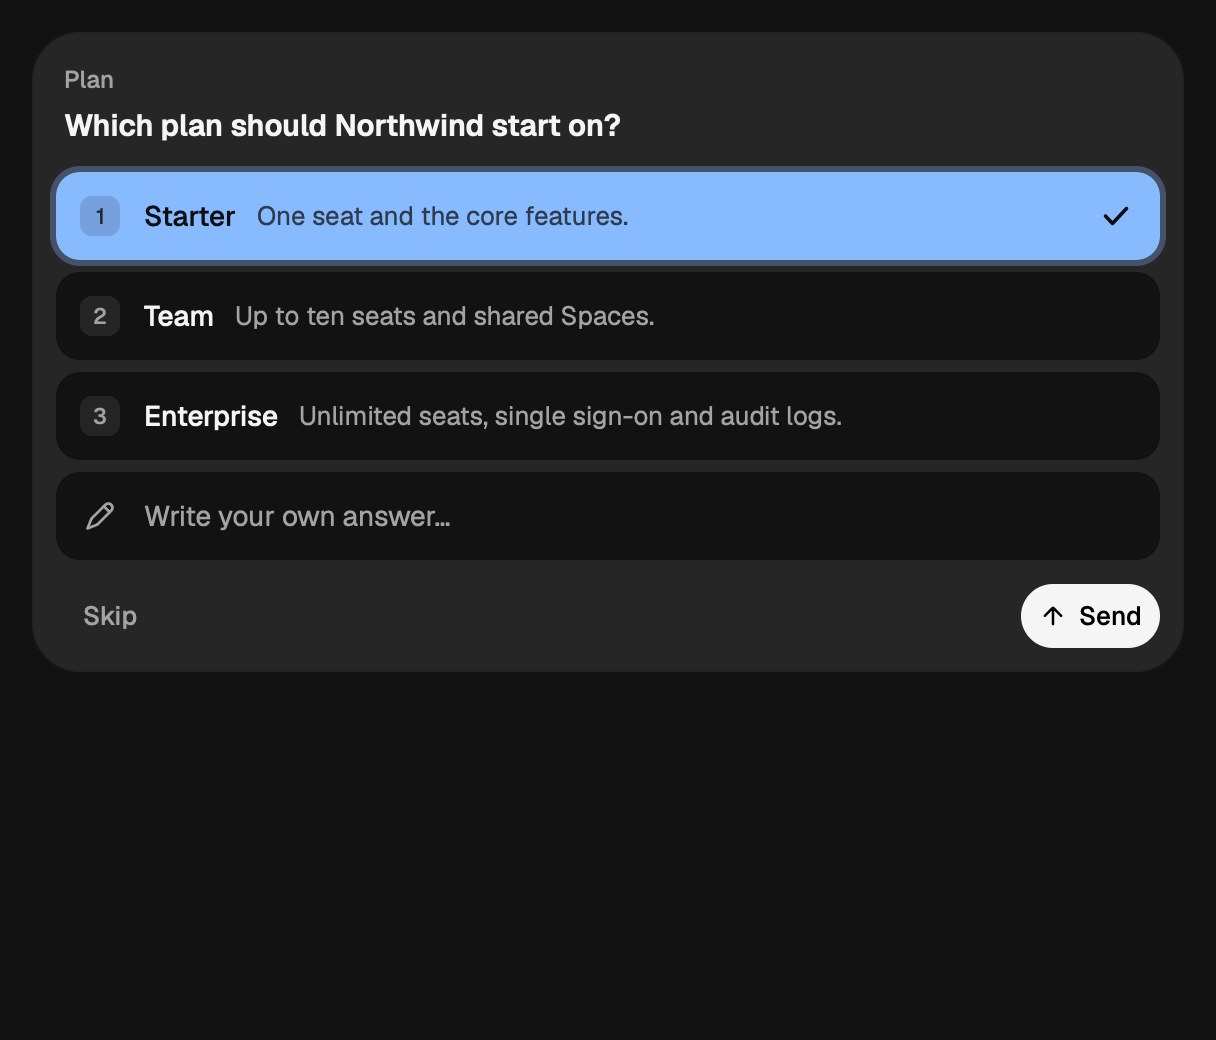 Plan
Which plan should Northwind start on?
1 Starter One seat and the core features.
2 Team Up to ten seats and shared Spaces.
3 Enterprise Unlimited seats, single sign-on and audit logs.
Write your own answer...
Skip Send